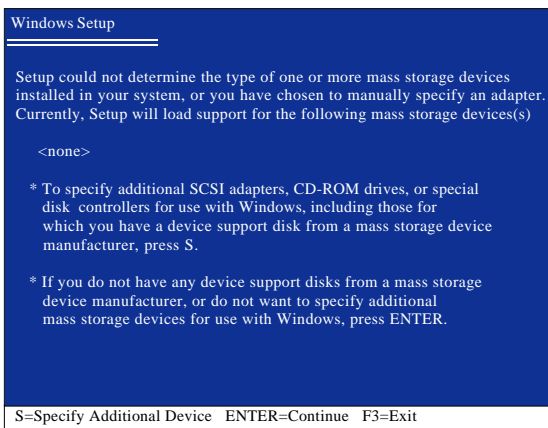 Windows Setup
Setup could not determine the type of one or more mass storage devices
installed in your system, or you have chosen to manually specify an adapter.
Currently, Setup will load support for the following mass storage devices(s)
<none>
* To specify additional SCSI adapters, CD-ROM drives, or special
disk controllers for use with Windows, including those for
which you have a device support disk from a mass storage device
manufacturer, press S.
* If you do not have any device support disks from a mass storage
device manufacturer, or do not want to specify additional
mass storage devices for use with Windows, press ENTER.
S=Specify Additional Device ENTER=Continue F3=Exit